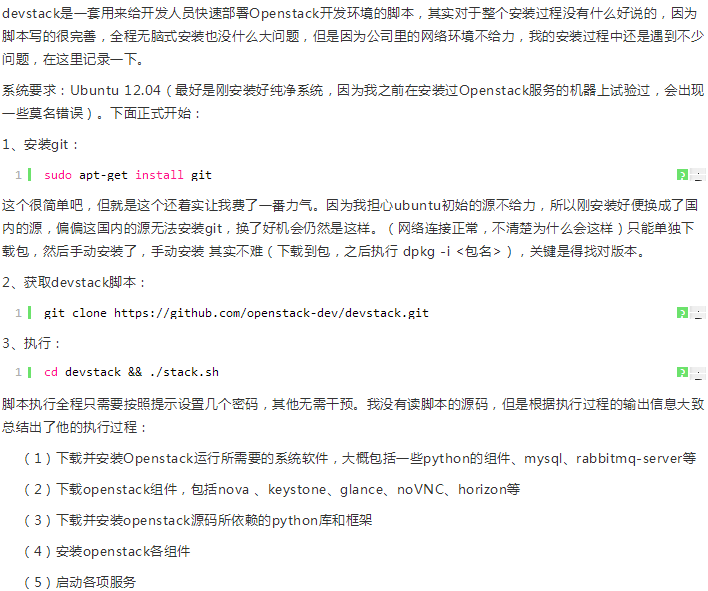 devstack是一套用来给开发人员快速部署Openstack开发环境的脚本，其实对于整个安装过程没有什么好说的，因为
脚本写的很完善，全程无脑式安装也没什么大问题，但是因为公司里的网络环境不给力，我的安装过程中还是遇到不少
问题，在这里记录一下。
系统要求：Ubuntu 12.04（最好是刚安装好纯净系统，因为我之前在安装过Openstack服务的机器上试验过，会出现
一些莫名错误）。下面正式开始：
1、安装git：
1 sudo apt-get install git ?
这个很简单吧，但就是这个还着实让我费了一番力气。因为我担心ubuntu初始的源不给力，所以刚安装好便换成了国
内的源，偏偏这国内的源无法安装git，换了好机会仍然是这样。（网络连接正常，不清楚为什么会这样）只能单独下
载包，然后手动安装了，手动安装 其实不难（下载到包，之后执行 dpkg -i <包名> ），关键是得找对版本。
2、获取devstack脚本：
1 git clone https://github.com/openstack-dev/devstack.git ?
3、执行：
1 cd devstack && ./stack.sh ?
脚本执行全程只需要按照提示设置几个密码，其他无需干预。我没有读脚本的源码，但是根据执行过程的输出信息大致
总结出了他的执行过程：
（1）下载并安装Openstack运行所需要的系统软件，大概包括一些python的组件、mysql、rabbitmq-server等
（2）下载openstack组件，包括nova 、keystone、glance、noVNC、horizon等
（3）下载并安装openstack源码所依赖的python库和框架
（4）安装openstack各组件
（5）启动各项服务